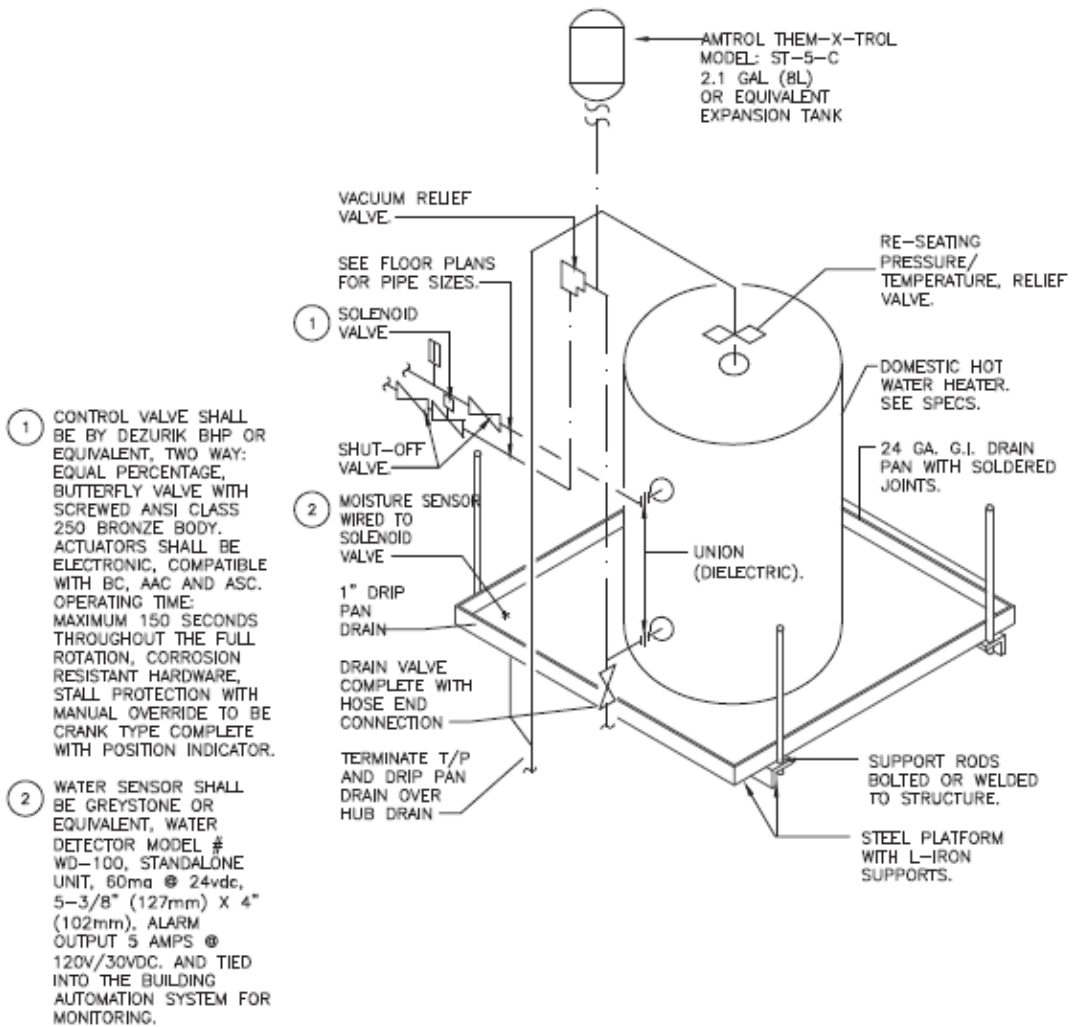 AMTROL THEM-X-TROL
MODEL: ST-5-C
2.1 GAL (8L)
OR EQUIVALENT
EXPANSION TANK
VACUUM RELIEF
VALVE.
SEE FLOOR PLANS
FOR PIPE SIZES.
1
SOLENOID
VALVE
SHUT-OFF
VALVE
2
MOISTURE SENSOR
WIRED TO
SOLENOID
VALVE
1" DRIP
PAN
DRAIN
DRAIN VALVE
COMPLETE WITH
HOSE END
CONNECTION
TERMINATE T/P
AND DRIP PAN
DRAIN OVER
HUB DRAIN
RE-SEATING
PRESSURE/
TEMPERATURE, RELIEF
VALVE.
DOMESTIC HOT
WATER HEATER.
SEE SPECS.
24 GA. G.I. DRAIN
PAN WITH SOLDERED
JOINTS.
UNION
(DIELECTRIC).
SUPPORT RODS
BOLTED OR WELDED
TO STRUCTURE.
STEEL PLATFORM
WITH L-IRON
SUPPORTS.
1
CONTROL VALVE SHALL
BE BY DEZURIK BHP OR
EQUIVALENT, TWO WAY:
EQUAL PERCENTAGE,
BUTTERFLY VALVE WITH
SCREWED ANSI CLASS
250 BRONZE BODY.
ACTUATORS SHALL BE
ELECTRONIC, COMPATIBLE
WITH BC, AAC AND ASC.
OPERATING TIME:
MAXIMUM 150 SECONDS
THROUGHOUT THE FULL
ROTATION, CORROSION
RESISTANT HARDWARE,
STALL PROTECTION WITH
MANUAL OVERRIDE TO BE
CRANK TYPE COMPLETE
WITH POSITION INDICATOR.
2
WATER SENSOR SHALL
BE GREYSTONE OR
EQUIVALENT, WATER
DETECTOR MODEL #
WD-100, STANDALONE
UNIT, 60ma @ 24vdc,
5-3/8" (127mm) X 4"
(102mm), ALARM
OUTPUT 5 AMPS @
120V/30VDC. AND TIED
INTO THE BUILDING
AUTOMATION SYSTEM FOR
MONITORING.